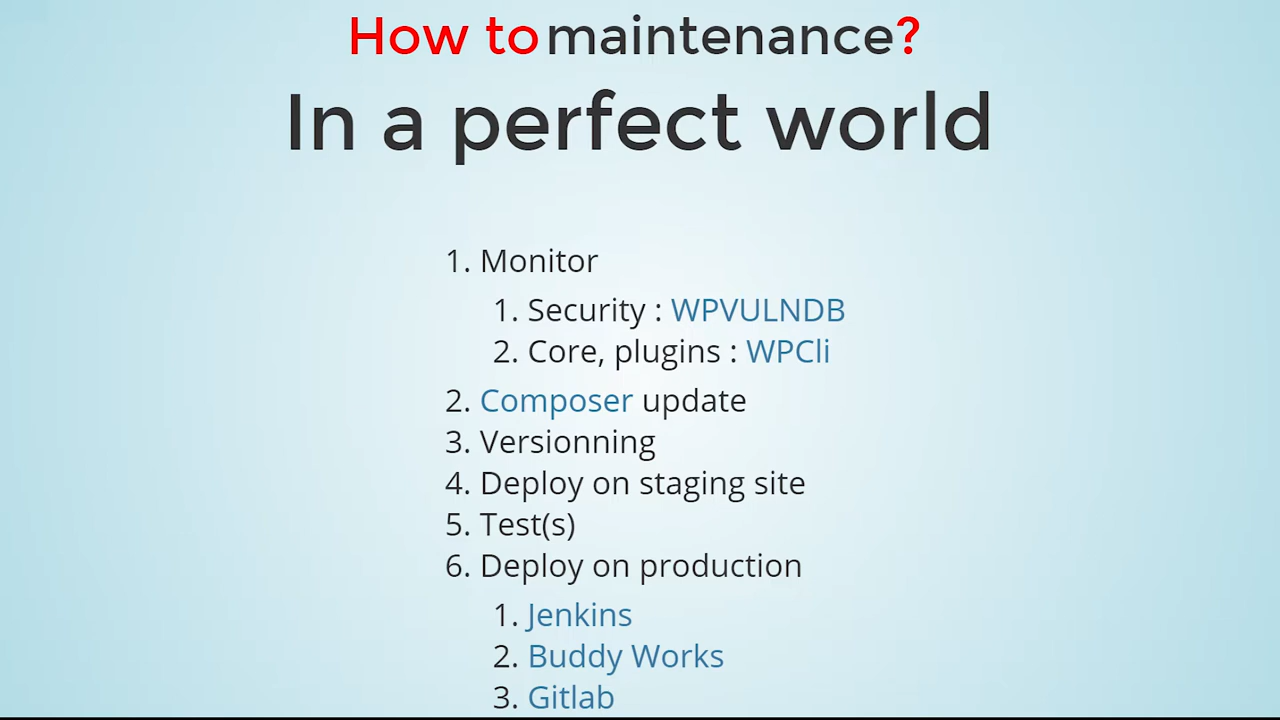 How to maintenance?
In a perfect world
1. Monitor
1. Security : WPVULNDB
2. Core, plugins : WPCli
2. Composer update
3. Versionning
4. Deploy on staging site
5. Test(s)
6. Deploy on production
1. Jenkins
2. Buddy Works
3. Gitlab